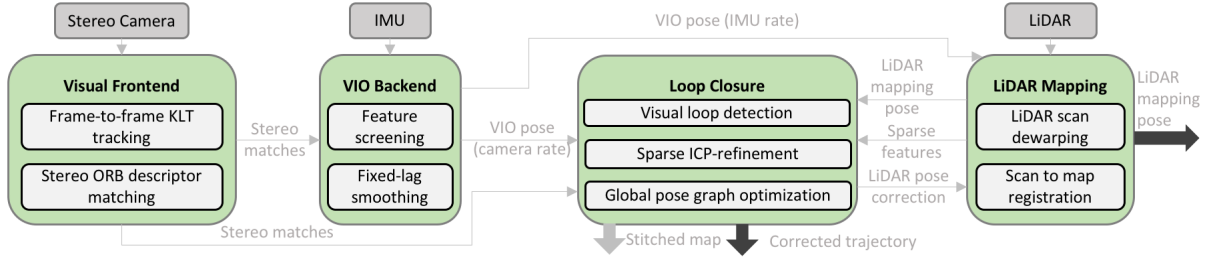 Stereo Camera
IMU
VIO pose (IMU rate)
LiDAR
Visual Frontend
Frame-to-frame KLT
tracking
Stereo ORB descriptor
matching
Stereo
matches
Stereo matches
VIO Backend
Feature
screening
Fixed-lag
smoothing
VIO pose
(camera rate)
Loop Closure
Visual loop detection
Sparse ICP-refinement
Global pose graph optimization
Stitched map
Corrected trajectory
LiDAR
mapping
pose
Sparse
features
LiDAR pose
correction
LiDAR Mapping
LiDAR scan
dewarping
Scan to map
registration
LiDAR
mapping
pose